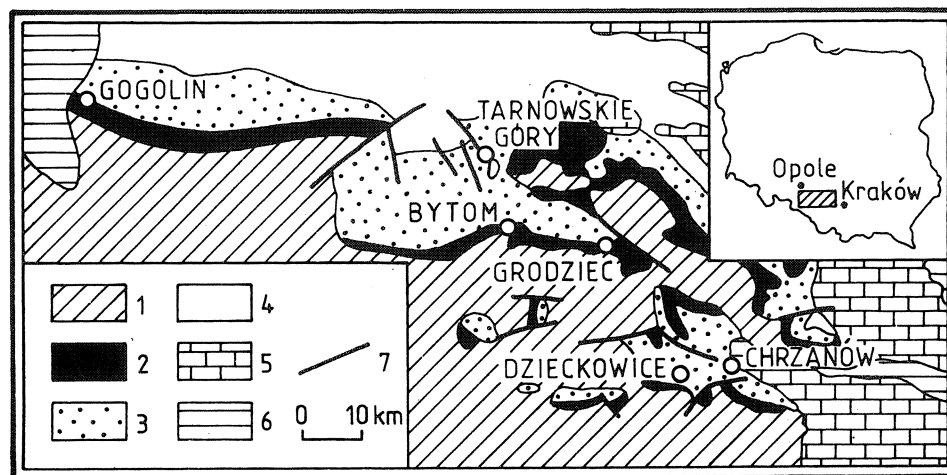 GOGOLIN
TARNOWSKIE
GÓRY
BYTOM
GRODZIEC
DZIECKOWICE
CHRZANÓW
Opole
Kraków
1
2
3
4
5
6
7
0 10 km